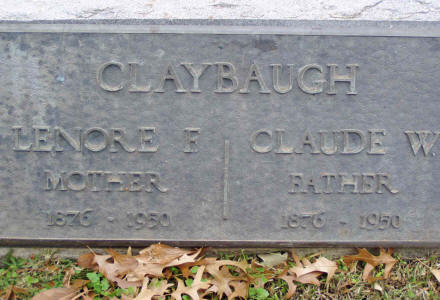 CLAYBAUGH
LENORE F CLAUDE W
MOTHER FATHER
1876 - 1950 1876 - 1950